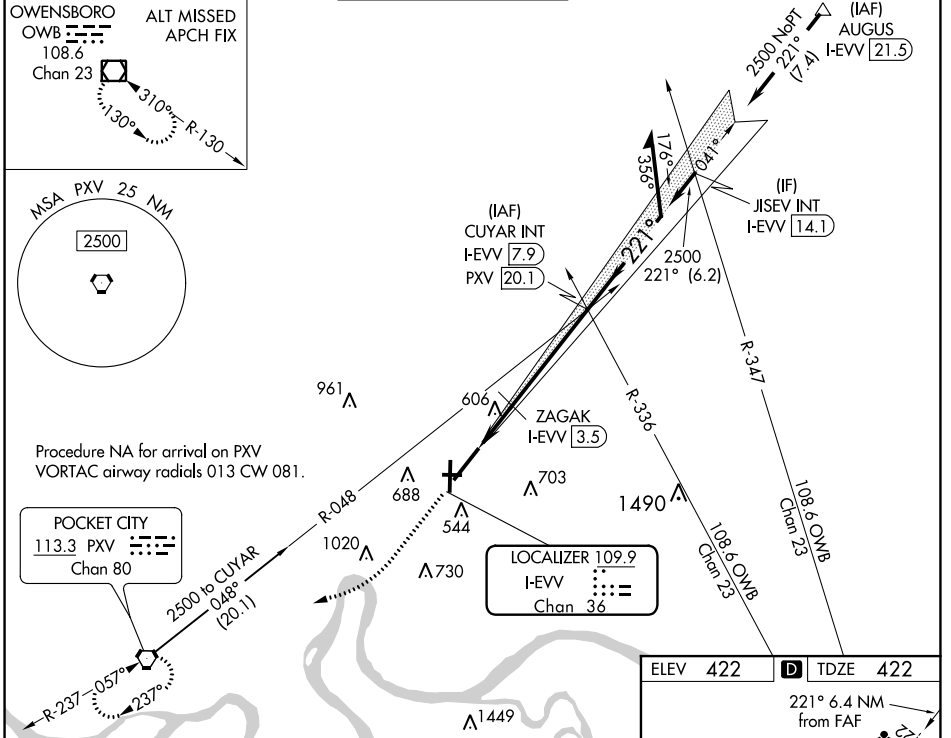 OWENSBORO
OWB
108.6
Chan 23
ALT MISSED
APCH FIX
310°
130°
R-130
MSA PXV 25 NM
2500
(IAF)
AUGUS
I-EVV 21.5
2500 NoPT
221°
(7.4)
176°
356°
041°
(IF)
JISEV INT
I-EVV 14.1
(IAF)
CUYAR INT
I-EVV 7.9
PXV 20.1
221°
2500
221° (6.2)
R-347
R-336
961
606
ZAGAK
I-EVV 3.5
Procedure NA for arrival on PXV
VORTAC airway radials 013 CW 081.
688
703
1490
R-048
544
108.6 OWB
Chan 23
108.6 OWB
Chan 23
POCKET CITY
113.3 PXV
Chan 80
1020
730
LOCALIZER 109.9
I-EVV
Chan 36
2500 to CUYAR
048°
(20.1)
R-237
057°
237°
1449
ELEV 422
D
TDZE 422
221° 6.4 NM
from FAF